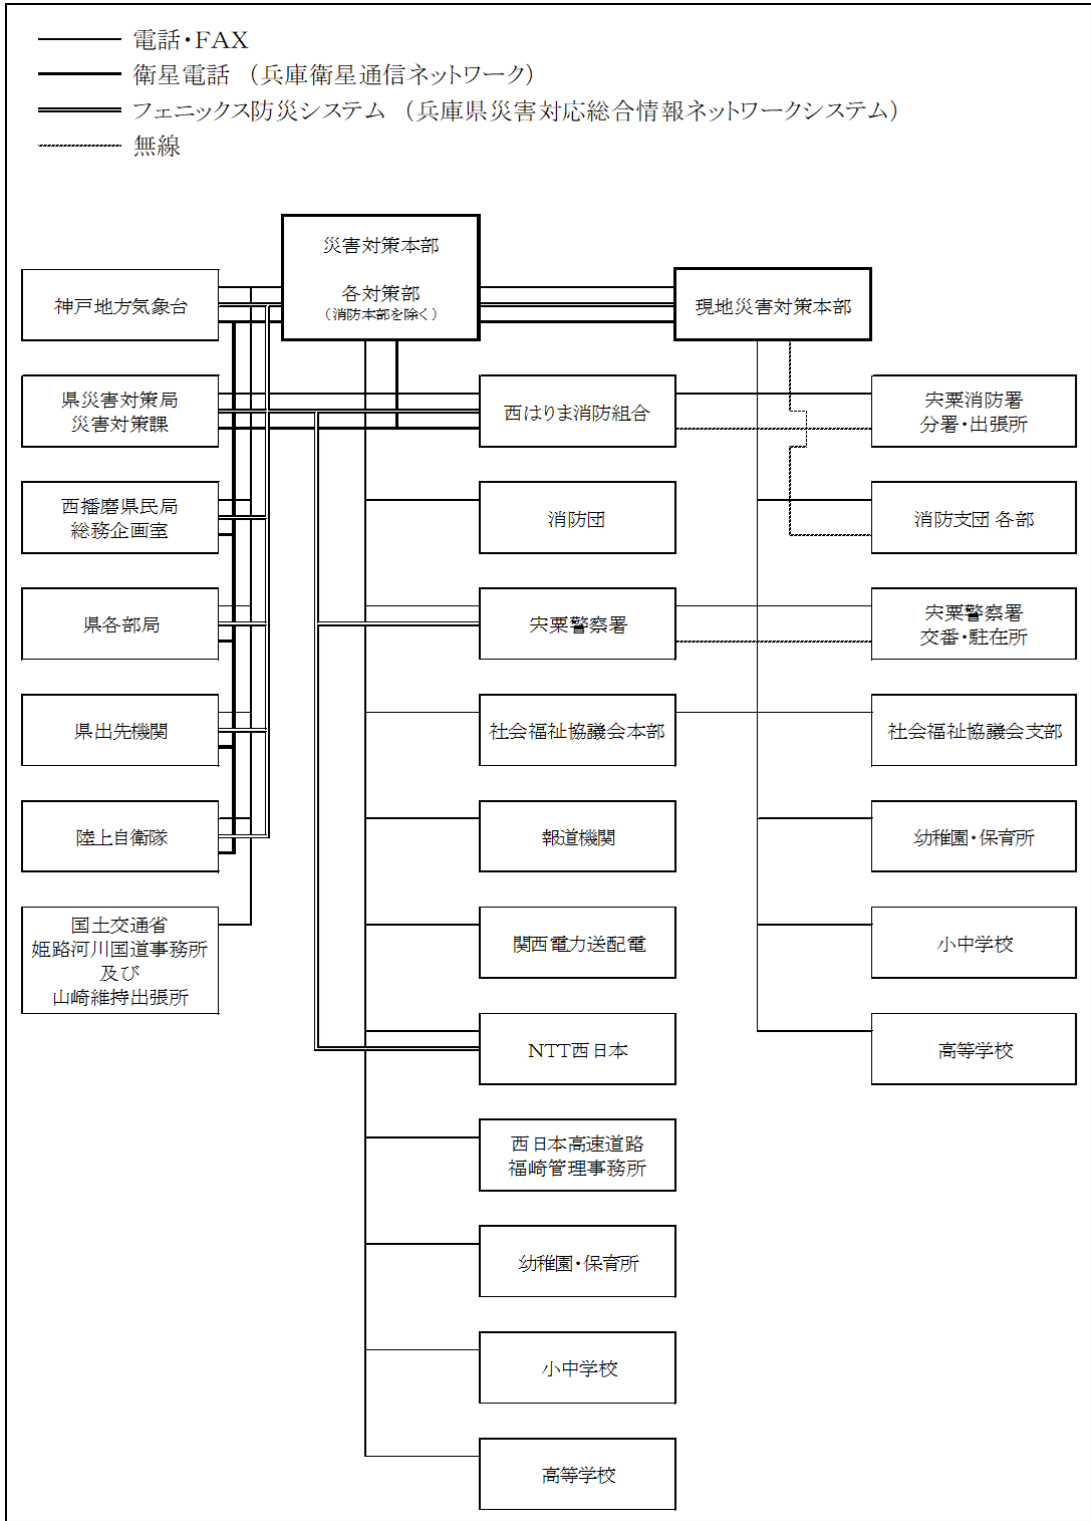 電話・FAX
衛星電話 （兵庫衛星通信ネットワーク）
フェニックス防災システム （兵庫県災害対応総合情報ネットワークシステム）
無線
災害対策本部
各対策部
（消防本部を除く）
神戸地方気象台
現地災害対策本部
県災害対策局
災害対策課
西はりま消防組合
宍粟消防署
分署・出張所
西播磨県民局
総務企画室
消防団
消防支団 各部
県各部局
宍粟警察署
宍粟警察署
交番・駐在所
県出先機関
社会福祉協議会本部
社会福祉協議会支部
陸上自衛隊
報道機関
幼稚園・保育所
国土交通省
姫路河川国道事務所
及び
山崎維持出張所
関西電力送配電
小中学校
NTT西日本
高等学校
西日本高速道路
福崎管理事務所
幼稚園・保育所
小中学校
高等学校